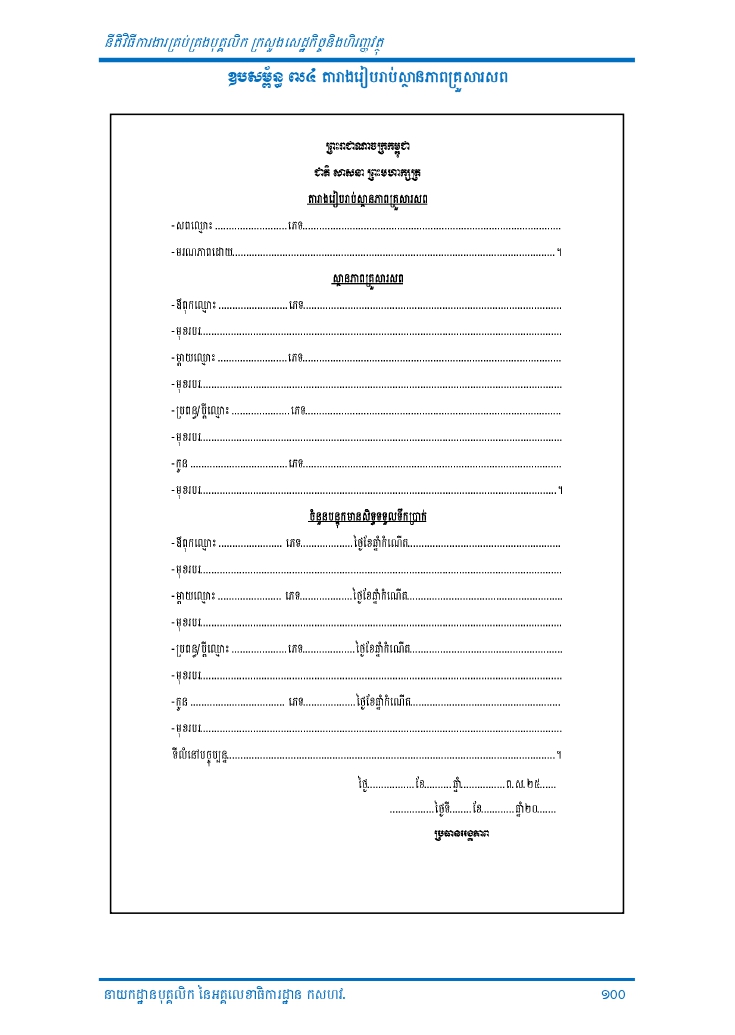 នីតិវិធីការងារគ្រប់គ្រងបុគ្គលិក ក្រសួងសេដ្ឋកិច្ចនិងហិរញ្ញវត្ថុ
ឧបសម្ព័ន្ធ ៧៤ តារាងរៀបរាប់ស្ថានភាពគ្រួសារសព
ព្រះរាជាណាចក្រកម្ពុជា
ជាតិ សាសនា ព្រះមហាក្សត្រ
តារាងរៀបរាប់ស្ថានភាពគ្រួសារសព
-សពឈ្មោះ ..........................ភេទ............................................................................................
-មរណភាពដោយ....................................................................................................................។
ស្ថានភាពគ្រួសារសព
-ឪពុកឈ្មោះ .........................ភេទ............................................................................................
-មុខរបរ.................................................................................................................................
-ម្តាយឈ្មោះ .........................ភេទ............................................................................................
-មុខរបរ.................................................................................................................................
-ប្រពន្ធ/ប្តីឈ្មោះ .....................ភេទ...........................................................................................
-មុខរបរ.................................................................................................................................
-កូន ...................................ភេទ............................................................................................
-មុខរបរ................................................................................................................................។
ចំនួនបន្ទុកមានសិទ្ធទទួលទឹកប្រាក់
-ឪពុកឈ្មោះ ....................... ភេទ...................ថ្ងៃខែឆ្នាំកំណើត.......................................................
-មុខរបរ.................................................................................................................................
-ម្តាយឈ្មោះ ....................... ភេទ...................ថ្ងៃខែឆ្នាំកំណើត.......................................................
-មុខរបរ.................................................................................................................................
-ប្រពន្ធ/ប្តីឈ្មោះ ....................ភេទ...................ថ្ងៃខែឆ្នាំកំណើត......................................................
-មុខរបរ.................................................................................................................................
-កូន .................................. ភេទ...................ថ្ងៃខែឆ្នាំកំណើត......................................................
-មុខរបរ.................................................................................................................................
ទីលំនៅបច្ចុប្បន្ន.....................................................................................................................។
ថ្ងៃ.................ខែ..........ឆ្នាំ................ព.ស.២៥......
................ថ្ងៃទី........ខែ............ឆ្នាំ២០.......
ប្រធានអង្គភាព
នាយកដ្ឋានបុគ្គលិក នៃអគ្គលេខាធិការដ្ឋាន កសហវ.
១០០